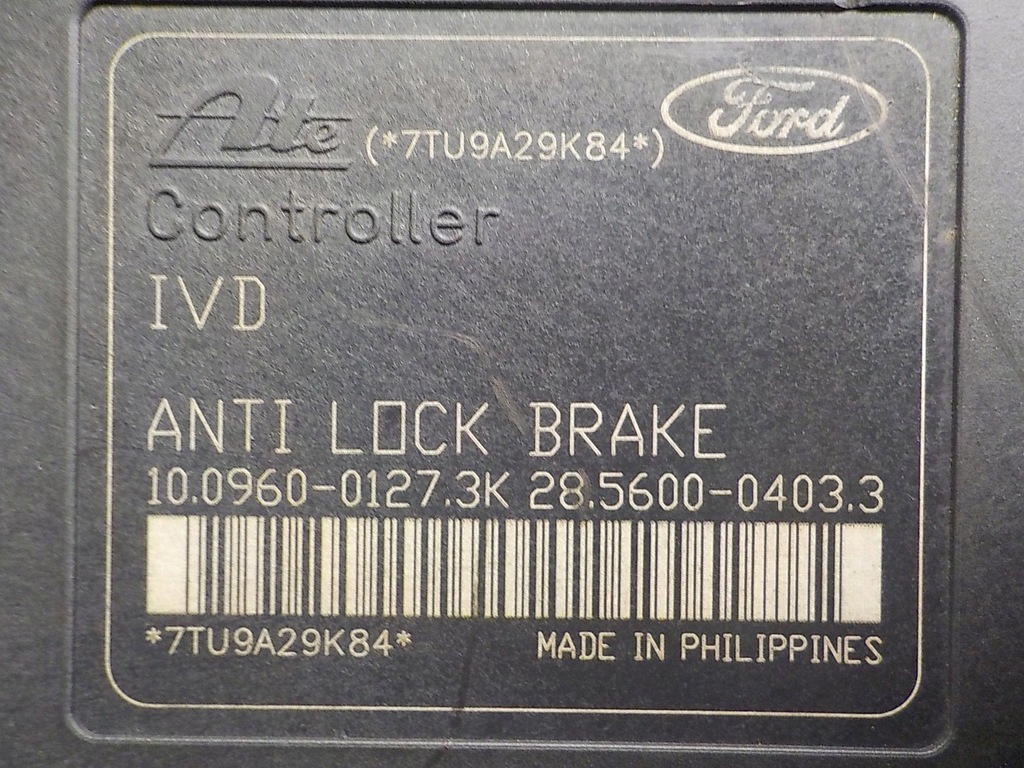 Ate (*7TU9A29K84*) Ford
Controller
IVD
ANTI LOCK BRAKE
10.0960-0127.3K 28.5600-0403.3
*7TU9A29K84* MADE IN PHILIPPINES